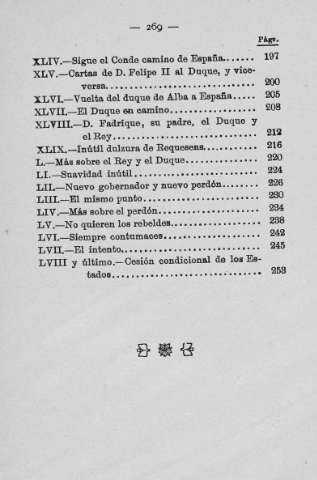 — 269 —
Págs.
XLIV.—Sigue el Conde camino de España....... 197
XLV.—Cartas de D. Felipe II al Duque, y vice-
versa.............................. 200
XLVI.—Vuelta del duque de Alba a España..... 205
XLVII.—El Duque en camino................. 208
XLVIII.—D. Fadrique, su padre, el Duque y
el Rey............................. 212
XLIX.—Inútil dulzura de Requesens........... 216
L.—Más sobre el Rey y el Duque............. 220
LI.—Suavidad inútil........................ 224
LII.—Nuevo gobernador y nuevo perdón........ 226
LIII.—El mismo punto...................... 230
LIV.—Más sobre el perdón................... 234
LV.—No quieren los rebeldes................. 238
LVI.—Siempre contumaces................... 242
LVII.—El intento........................... 245
LVIII y último.—Cesión condicional de los Es-
tados.............................. 253